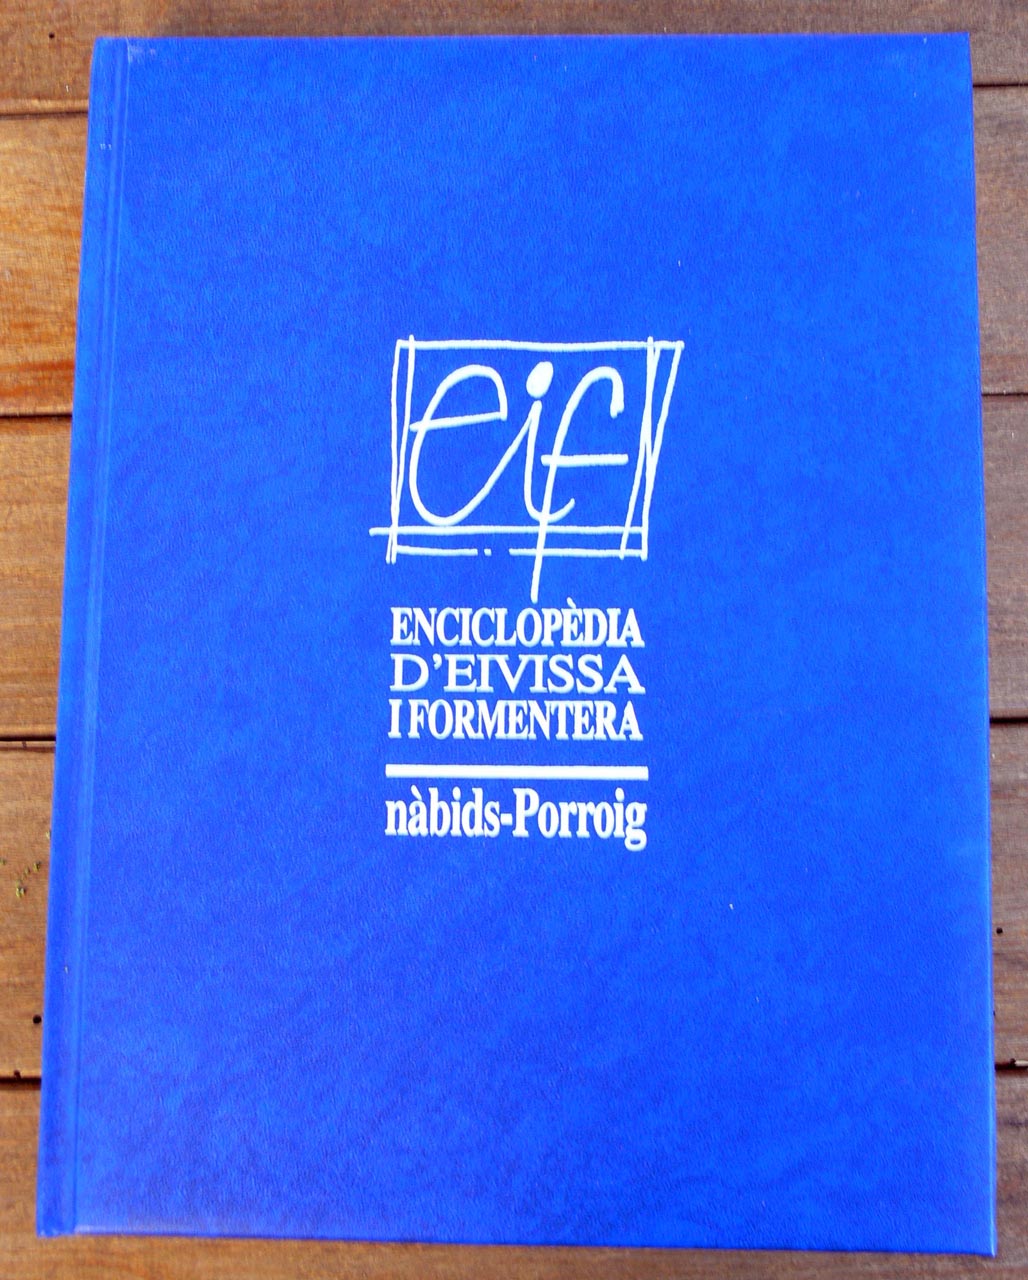 eif
ENCICLOPÈDIA
D'EIVISSA
I FORMENTERA
nàbids-Porroig